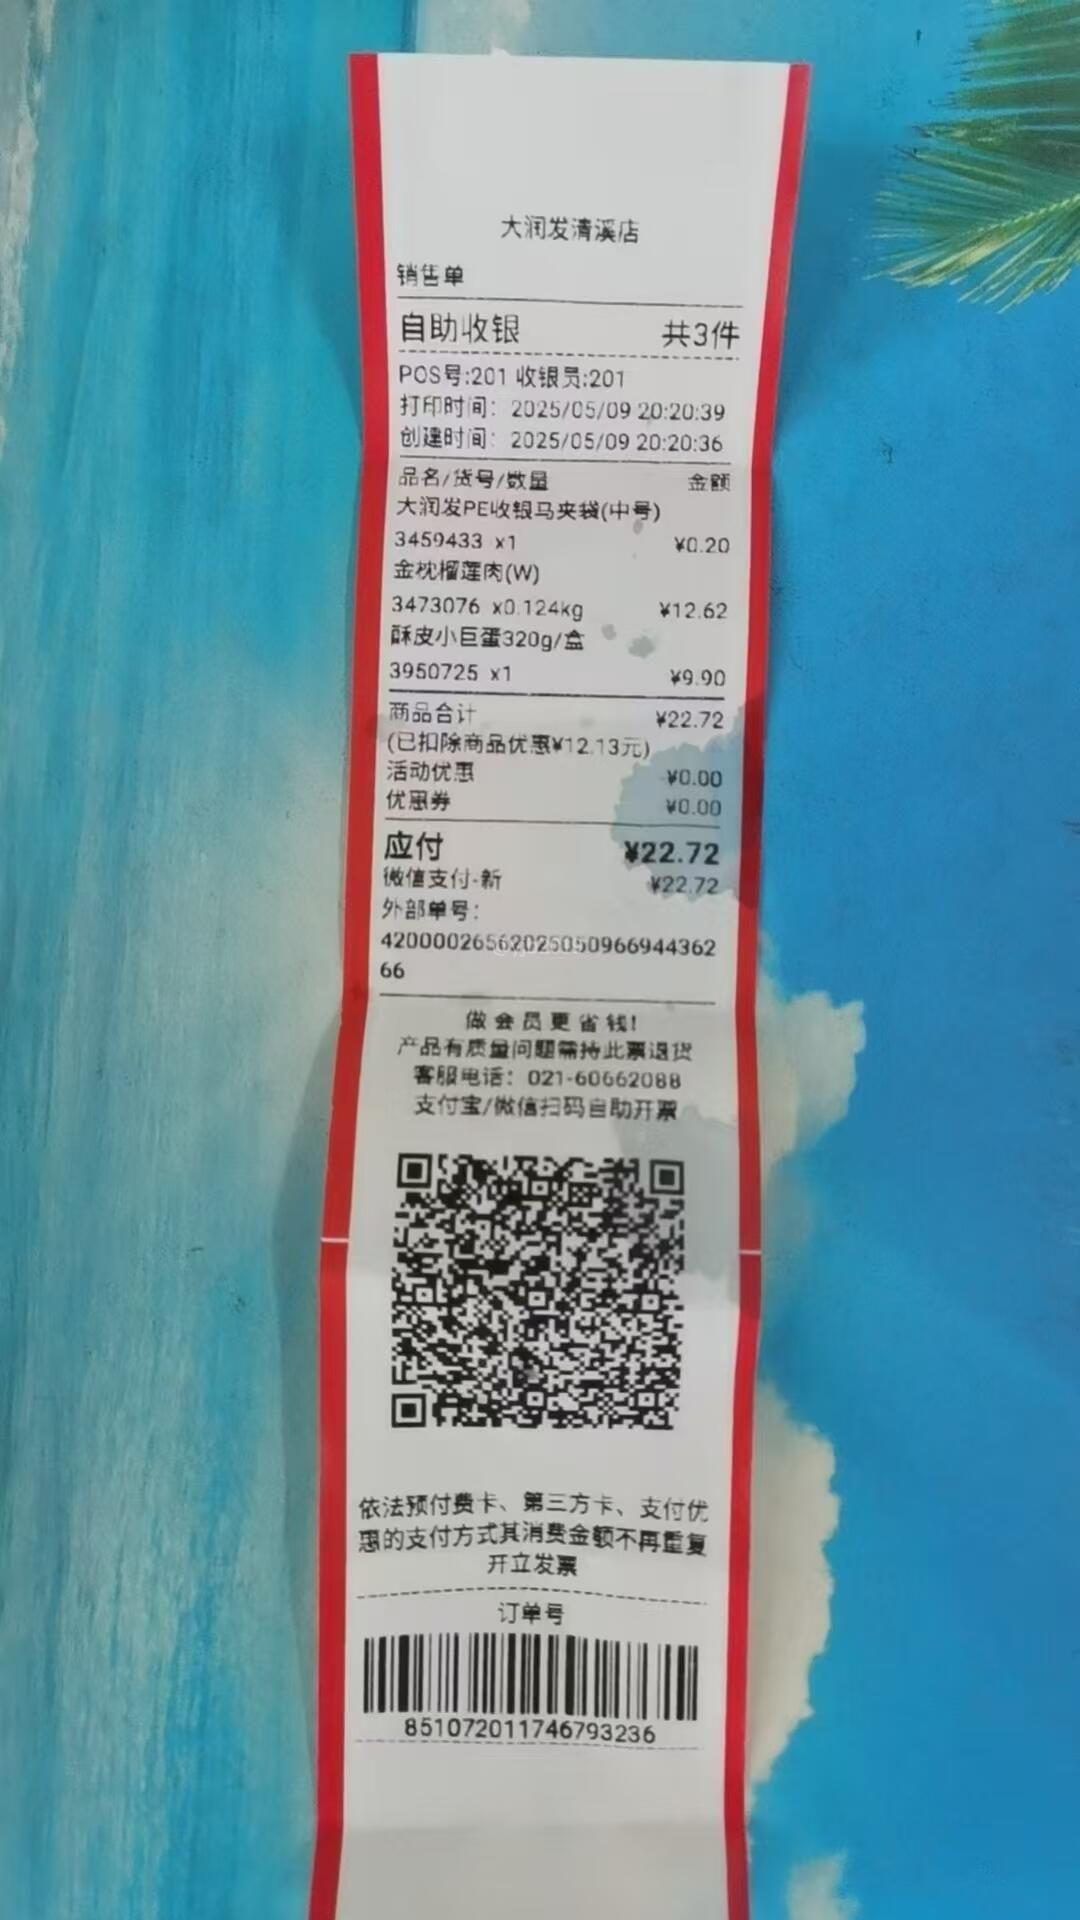 大润发清溪店
销售单
自助收银 共3件
POS号:201 收银员:201
打印时间: 2025/05/09 20:20:39
创建时间: 2025/05/09 20:20:36
品名/货号/数量 金额
大润发PE收银马夹袋(中号)
3459433 x1 ¥0.20
金枕榴莲肉(W)
3473076 x0.124kg ¥12.62
酥皮小巨蛋320g/盒
3950725 x1 ¥9.90
商品合计 ¥22.72
(已扣除商品优惠¥12.13元)
活动优惠 -¥0.00
优惠券 ¥0.00
应付 ¥22.72
微信支付-新 ¥22.72
外部单号:
42000026562025050966944362
66
做会员更省钱!
产品有质量问题需持此票退货
客服电话: 021-60662088
支付宝/微信扫码自助开票
依法预付费卡、第三方卡、支付优
惠的支付方式其消费金额不再重复
开立发票
订单号
851072011746793236